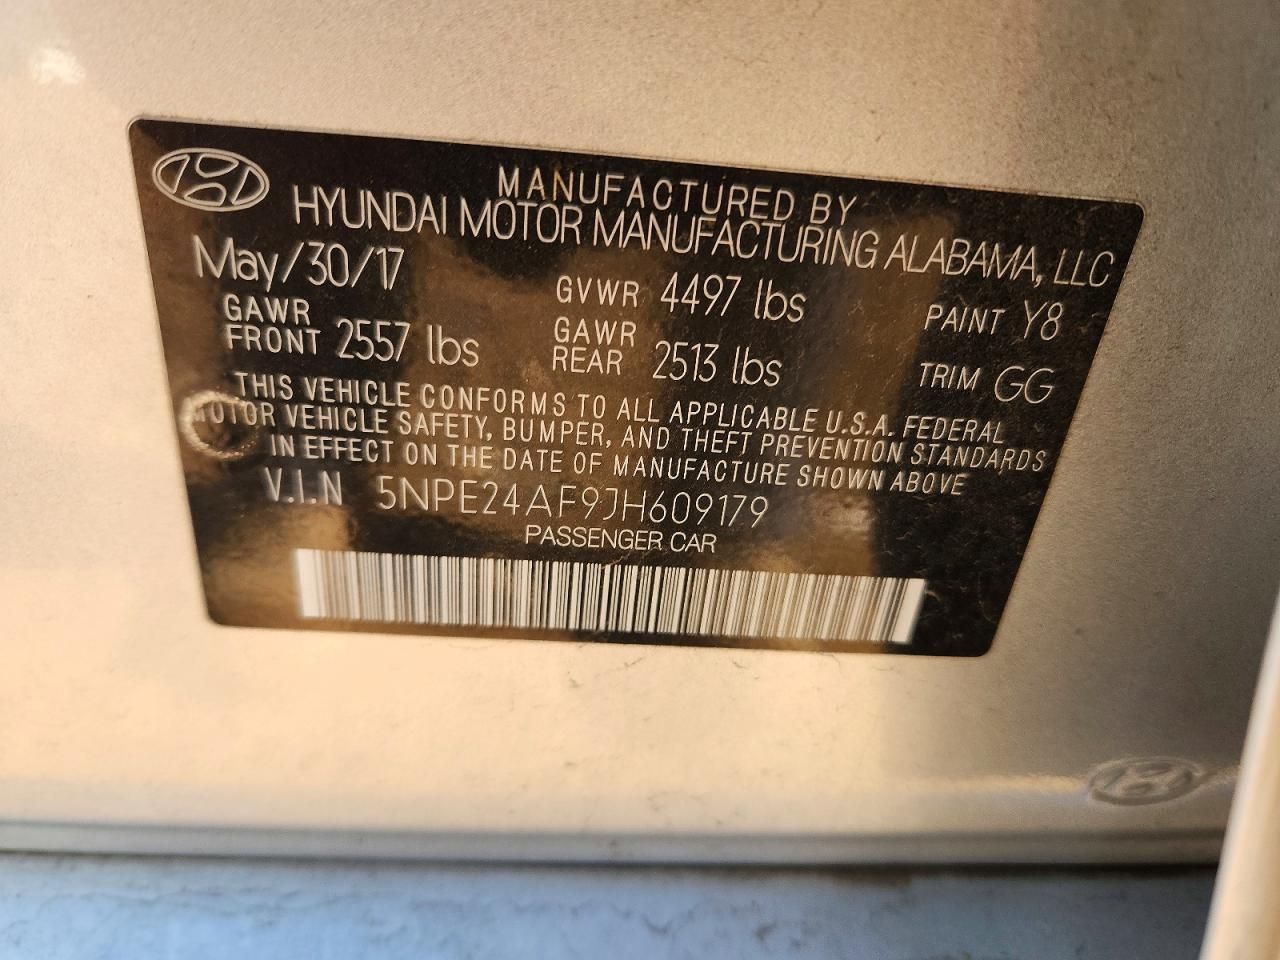 MANUFACTURED BY
HYUNDAI MOTOR MANUFACTURING ALABAMA, LLC
May/30/17 GVWR 4497 lbs PAINT Y8
GAWR FRONT 2557 lbs GAWR REAR 2513 lbs TRIM GG
THIS VEHICLE CONFORMS TO ALL APPLICABLE U.S.A. FEDERAL
MOTOR VEHICLE SAFETY, BUMPER, AND THEFT PREVENTION STANDARDS
IN EFFECT ON THE DATE OF MANUFACTURE SHOWN ABOVE
V.I.N 5NPE24AF9JH609179
PASSENGER CAR